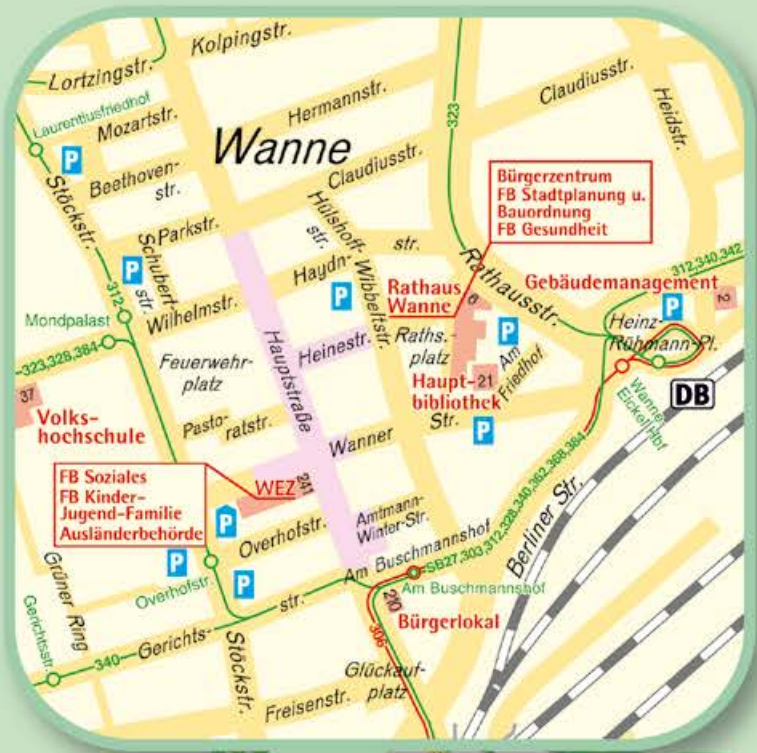 Kolpingstr.
Lortzingstr.
Laurentiusfriedhof
Mozartstr.
Hermannstr.
Claudiusstr.
Heidstr.
323
Wanne
P
Beethoven-
str.
Claudiusstr.
Stöckstr.
Parkstr.
Hülshoff-
str.
str.
Bürgerzentrum
FB Stadtplanung u.
Bauordnung
FB Gesundheit
312,340,342
P
Schubert-
str.
312
Haydn-
Wibbeltstr.
Rathausstr.
Rathaus
Wanne
6
Gebäudemanagement
P
2
Wilhelmstr.
P
Mondpalast
323,328,384
Heinz-
Rühmann-Pl.
Hauptstraße
Heinestr.
Raths.-
platz
P
Am
Friedhof
Feuerwehr-
platz
37
Volks-
hochschule
Haupt-
bibliothek
21
Wanne
Eickel Hbf
DB
Pasto-
ratstr.
Wanner
Str.
P
FB Soziales
FB Kinder-
Jugend-Familie
Ausländerbehörde
WEZ
241
P
Overhofstr.
Amtmann-
Winter-Str.
Berliner Str.
P
P
Overhofstr.
Am Buschmannshof
SB27,303,312,328,340,362,368,384
Am Buschmannshof
Grüner Ring
Gerichtsstr
210
Bürgerlokal
340
Gerichts-
str.
306
Stöckstr.
Glückauf-
platz
Freisenstr.